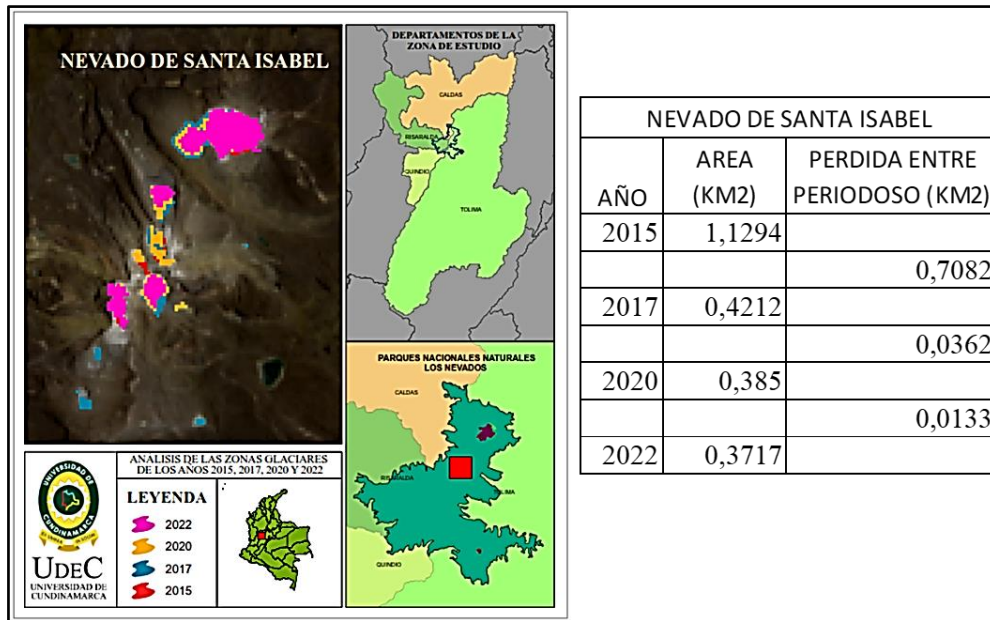 NEVADO DE SANTA ISABEL
DEPARTAMENTOS DE LA
ZONA DE ESTUDIO
CALDAS
RISARALDA
QUINDIO
TOLIMA
PARQUES NACIONALES NATURALES
LOS NEVADOS
CALDAS
RISARALDA
TOLIMA
QUINDIO
UNIVERSIDAD DE
CUNDINAMARCA
UDEC
UNIVERSIDAD DE
CUNDINAMARCA
ANALISIS DE LAS ZONAS GLACIARES
DE LOS AÑOS 2015, 2017, 2020 Y 2022
LEYENDA
2022
2020
2017
2015
NEVADO DE SANTA ISABEL
AÑO AREA (KM2) PERDIDA ENTRE PERIODOSO (KM2)
2015 1,1294
0,7082
2017 0,4212
0,0362
2020 0,385
0,0133
2022 0,3717